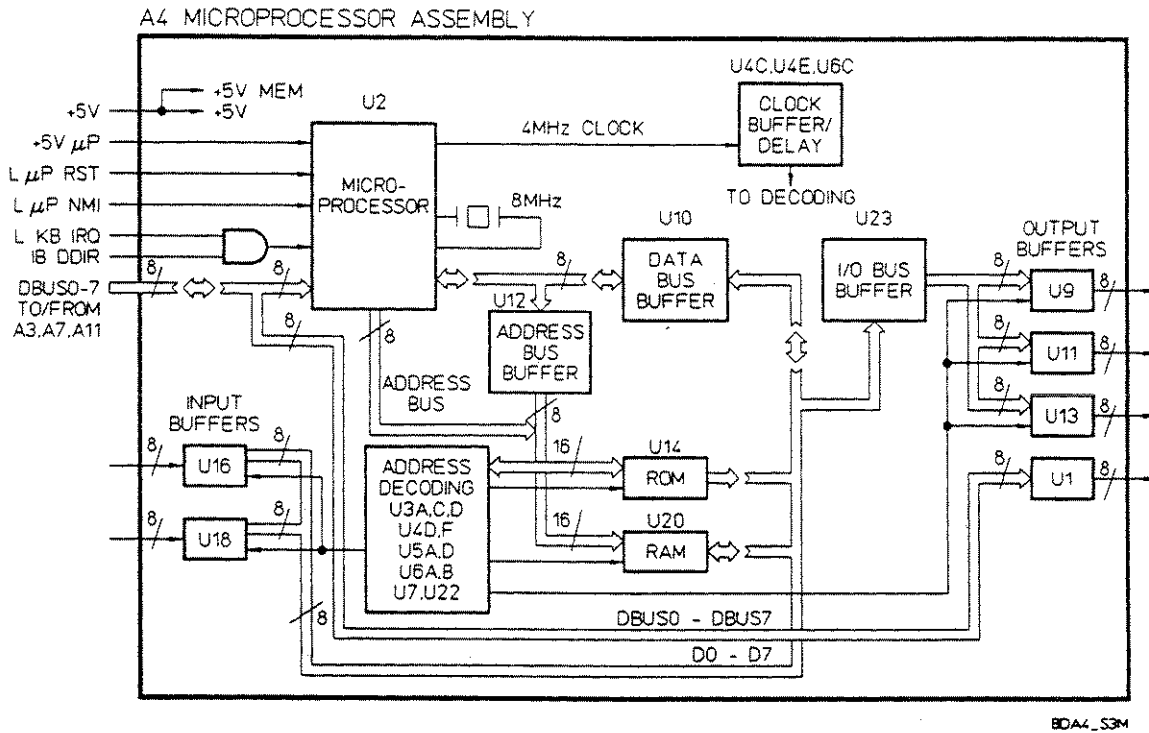 A4 MICROPROCESSOR ASSEMBLY
+5V
+5V MEM
+5V
+5V µP
L µP RST
L µP NMI
L KB IRQ
IB DDIR
8
DBUS0-7
TO/FROM
A3,A7,A11
8
8
U2
MICRO-
PROCESSOR
4MHz CLOCK
8MHz
U4C,U4E,U6C
CLOCK
BUFFER/
DELAY
TO DECODING
8
8
U12
ADDRESS
BUS
BUFFER
8
ADDRESS
BUS
U10
DATA
BUS
BUFFER
U23
I/O BUS
BUFFER
OUTPUT
BUFFERS
8
U9
8
8
U11
8
8
U13
8
U1
8
INPUT
BUFFERS
8
U16
8
8
U18
8
8
ADDRESS
DECODING
U3A,C,D
U4D,F
U5A,D
U6A,B
U7,U22
16
U14
ROM
16
U20
RAM
DBUS0 - DBUS7
D0 - D7
BDA4_S3M